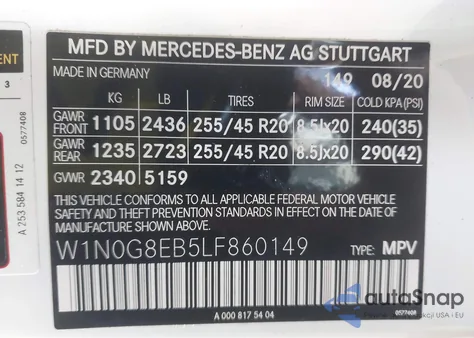 MFD BY MERCEDES-BENZ AG STUTTGART
MADE IN GERMANY 149 08/20
KG LB TIRES RIM SIZE COLD KPA (PSI)
GAWR FRONT 1105 2436 255/45 R20 8.5Jx20 240(35)
GAWR REAR 1235 2723 255/45 R20 8.5Jx20 290(42)
GVWR 2340 5159
THIS VEHICLE CONFORMS TO ALL APPLICABLE FEDERAL MOTOR VEHICLE
SAFETY AND THEFT PREVENTION STANDARDS IN EFFECT ON THE DATE OF
MANUFACTURE SHOWN ABOVE.
W1N0G8EB5LF860149 TYPE: MPV
A 000 817 54 04
0577408
ENT
3
0577408
A 253 584 14 12
autoSnap